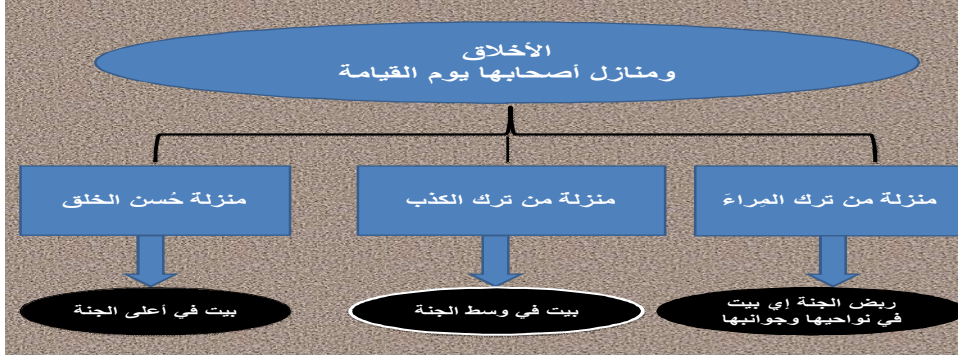 الأخلاق
ومنازل أصحابها يوم القيامة
منزلة من ترك المِراءَ
منزلة من ترك الكذب
منزلة حُسن الخلق
ربض الجنة إي بيت
في نواحيها وجوانبها
بيت في وسط الجنة
بيت في أعلى الجنة